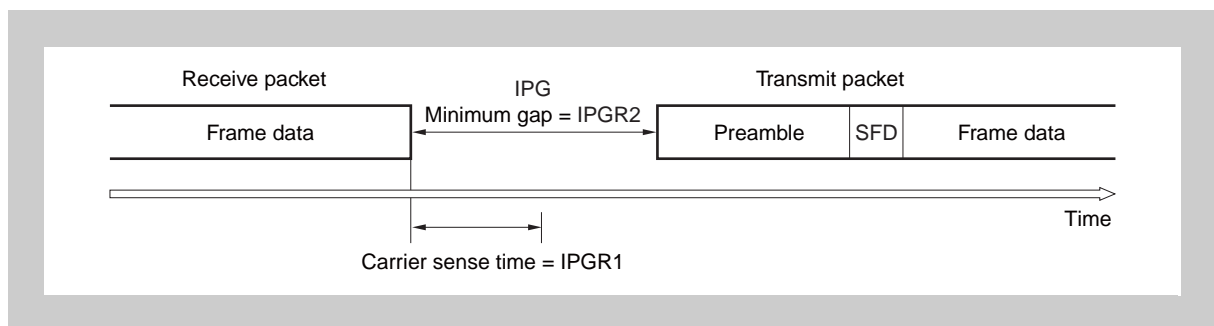 Receive packet
IPG
Transmit packet
Minimum gap = IPGR2
Frame data
Preamble
SFD
Frame data
Time
Carrier sense time = IPGR1